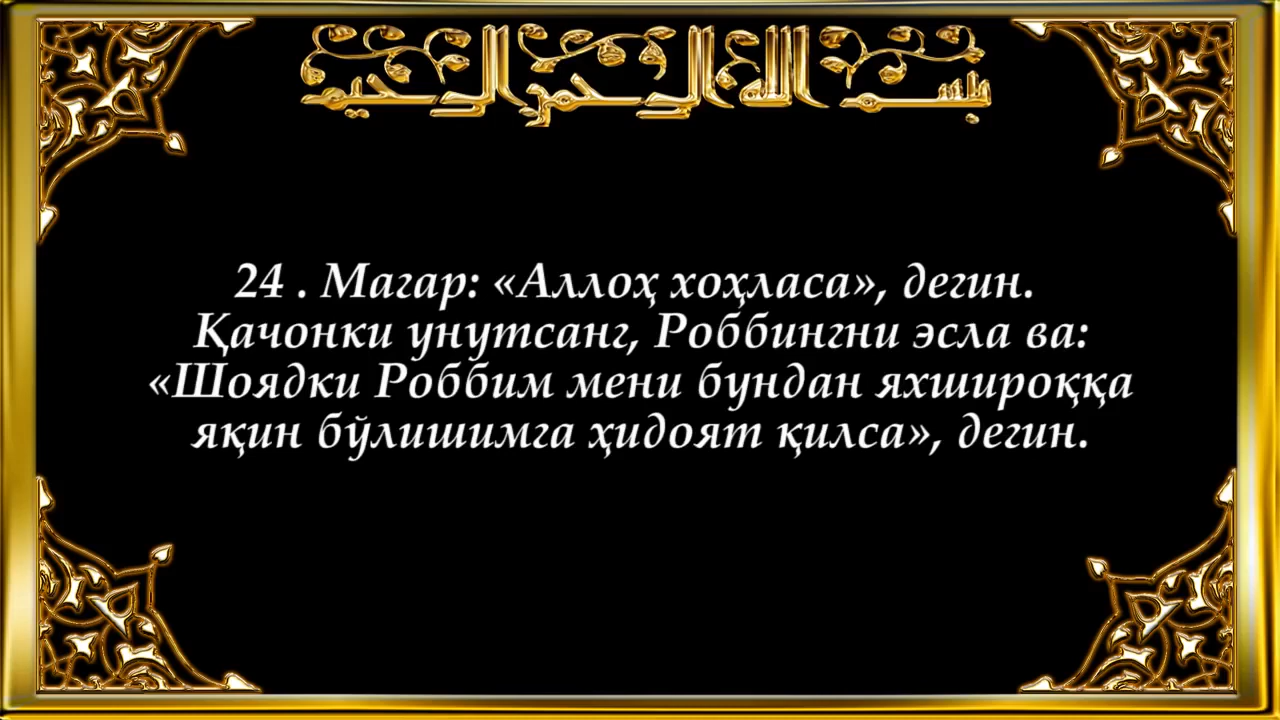 بسم الله الرحمن الرحيم
24 . Магар: «Аллоҳ хоҳласа», дегин.
Қачонки унутсанг, Роббингни эсла ва:
«Шоядки Роббим мени бундан яхшироққа
яқин бўлишимга ҳидоят қилса», дегин.